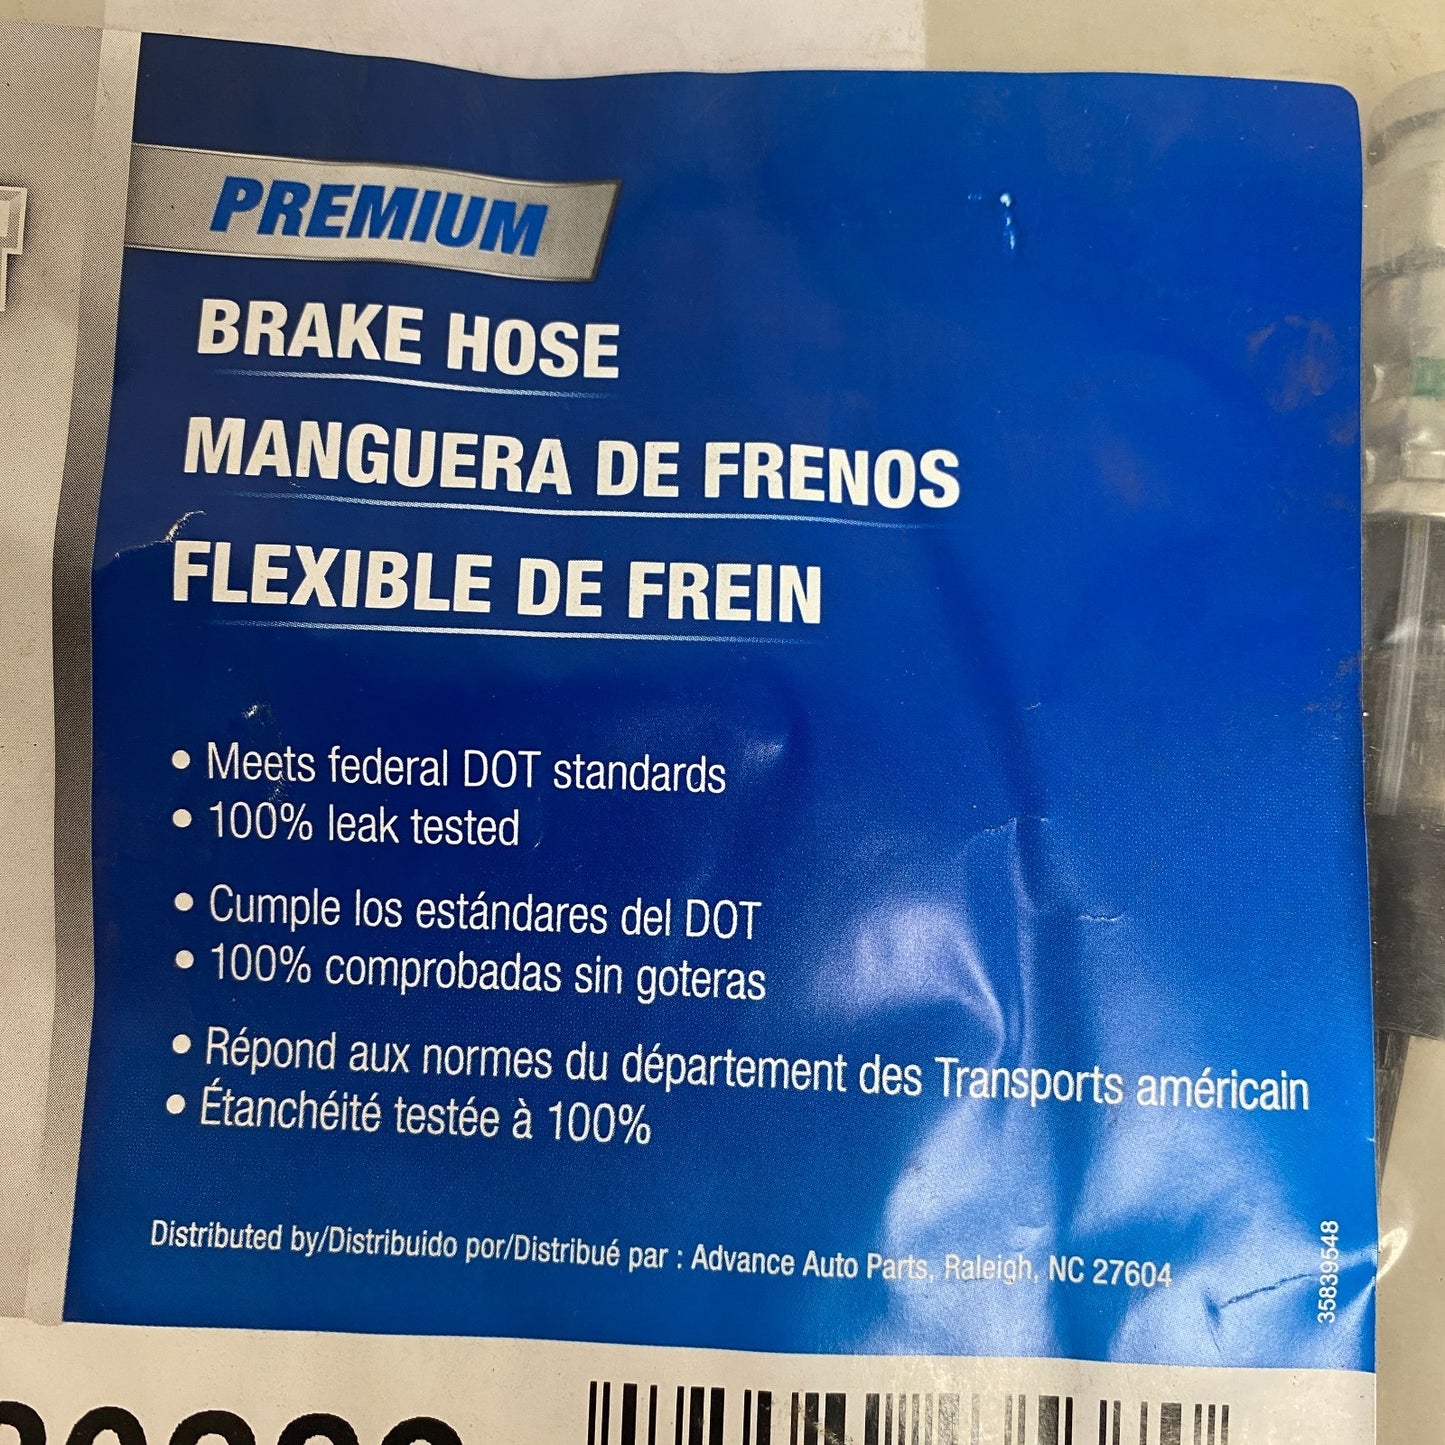 PREMIUM
BRAKE HOSE
MANGUERA DE FRENOS
FLEXIBLE DE FREIN
• Meets federal DOT standards
• 100% leak tested
• Cumple los estándares del DOT
• 100% comprobadas sin goteras
• Répond aux normes du département des Transports américain
• Étanchéité testée à 100%
Distributed by/Distribuido por/Distribué par : Advance Auto Parts, Raleigh, NC 27604
35839548